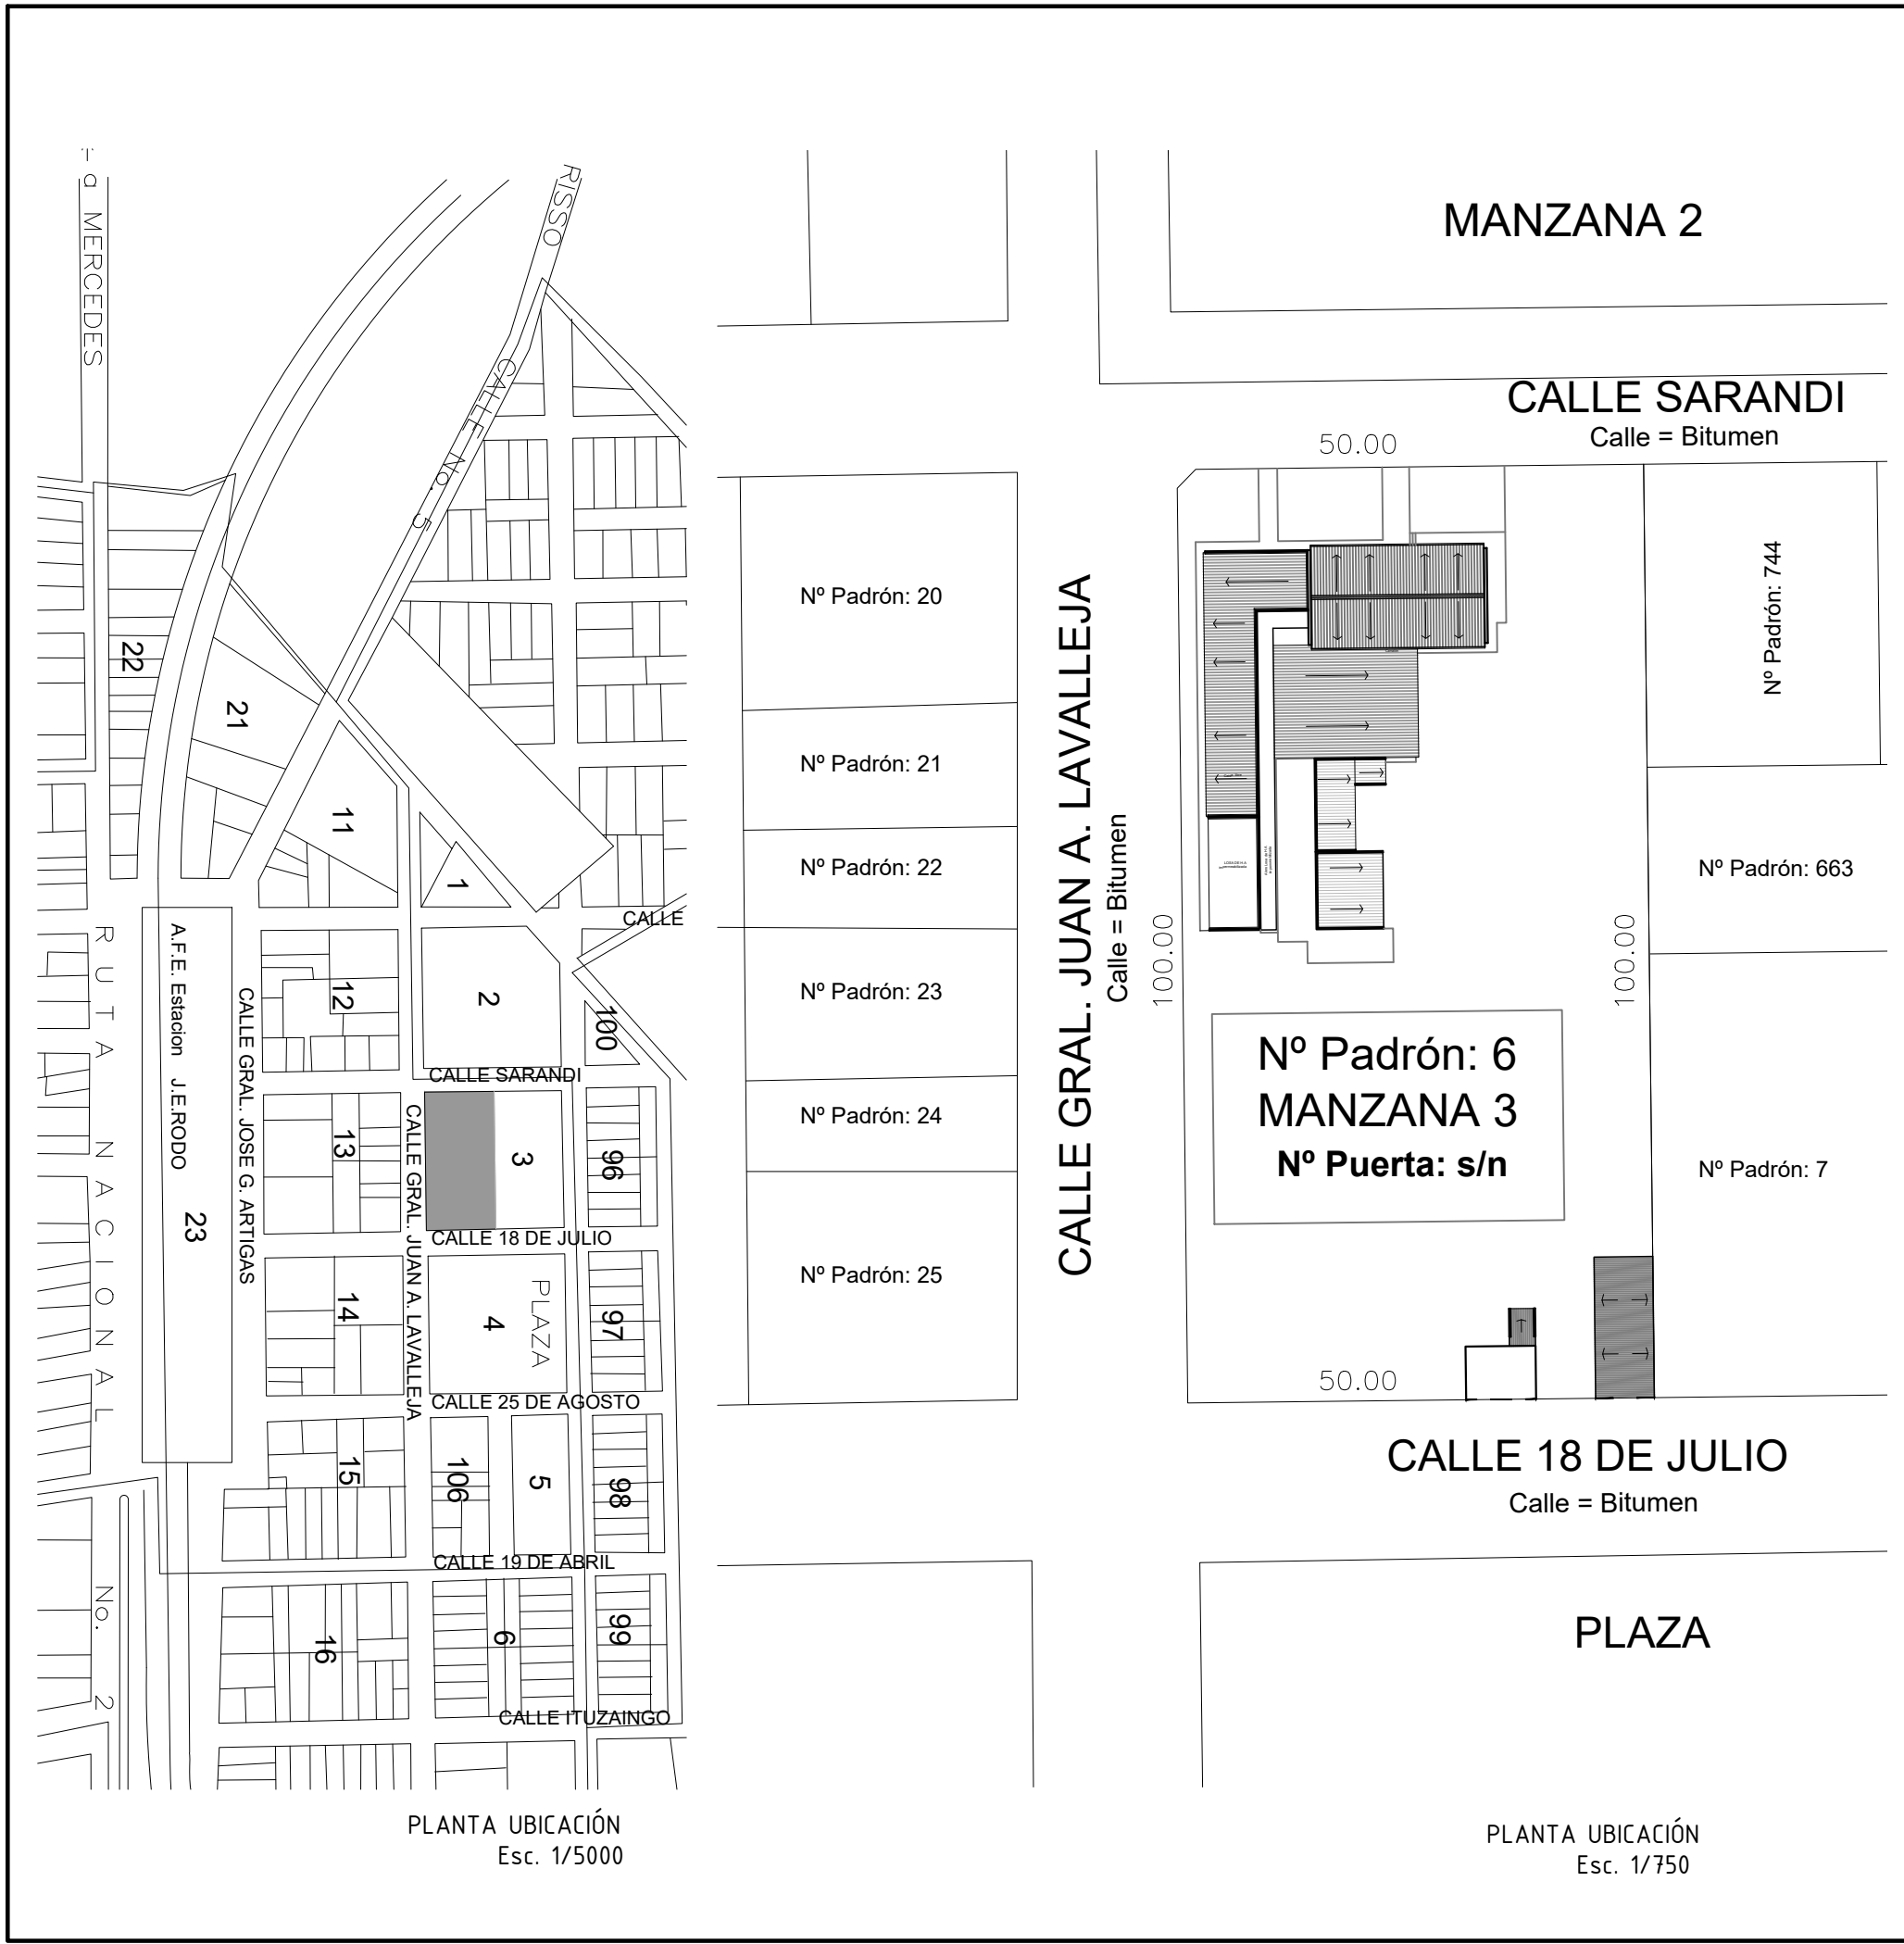 a MERCEDES
RISSO
CALLE No. 5
22
21
11
1
CALLE
RUTA NACIONAL No. 2
A.F.E. Estacion J.E.RODO
23
CALLE GRAL. JOSE G. ARTIGAS
12
2
100
CALLE SARANDI
13
CALLE GRAL. JUAN A. LAVALLEJA
3
96
CALLE 18 DE JULIO
14
4
PLAZA
97
CALLE 25 DE AGOSTO
15
106
5
98
CALLE 19 DE ABRIL
16
6
99
CALLE ITUZAINGO
PLANTA UBICACIÓN
Esc. 1/5000
MANZANA 2
CALLE SARANDI
Calle = Bitumen
50.00
Nº Padrón: 20
Nº Padrón: 21
Nº Padrón: 22
Nº Padrón: 23
Nº Padrón: 24
Nº Padrón: 25
CALLE GRAL. JUAN A. LAVALLEJA
Calle = Bitumen
100.00
100.00
Nº Padrón: 744
Nº Padrón: 663
Nº Padrón: 7
Nº Padrón: 6
MANZANA 3
Nº Puerta: s/n
50.00
CALLE 18 DE JULIO
Calle = Bitumen
PLAZA
PLANTA UBICACIÓN
Esc. 1/750